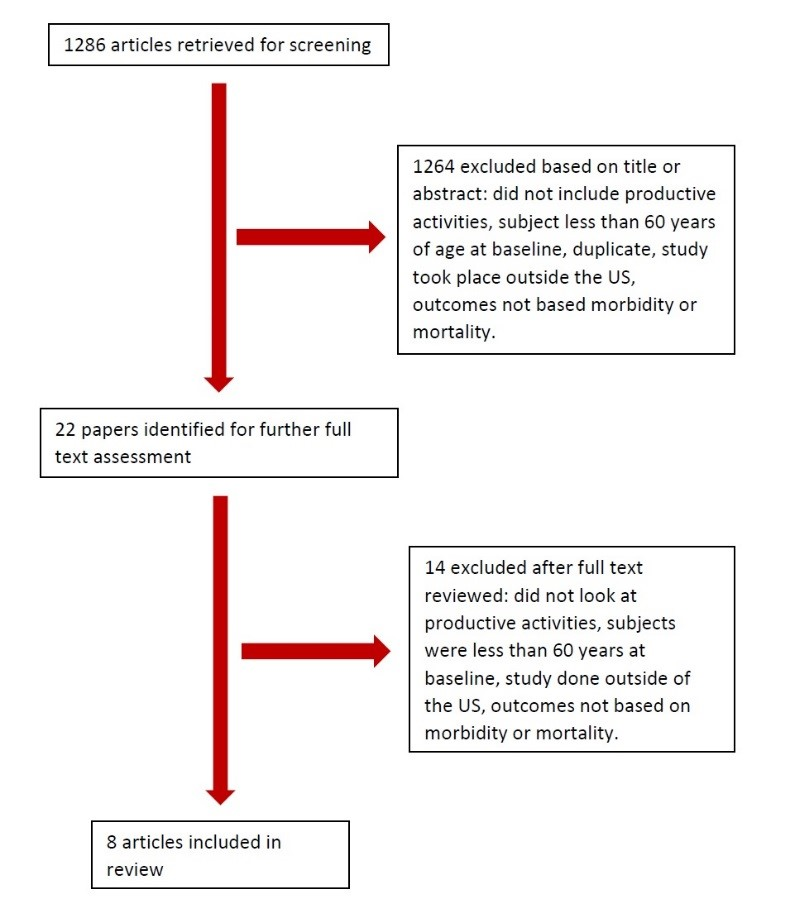 1286 articles retrieved for screening
1264 excluded based on title or
abstract: did not include productive
activities, subject less than 60 years
of age at baseline, duplicate, study
took place outside the US,
outcomes not based morbidity or
mortality.
22 papers identified for further full
text assessment
14 excluded after full text
reviewed: did not look at
productive activities, subjects
were less than 60 years at
baseline, study done outside of
the US, outcomes not based on
morbidity or mortality.
8 articles included in
review